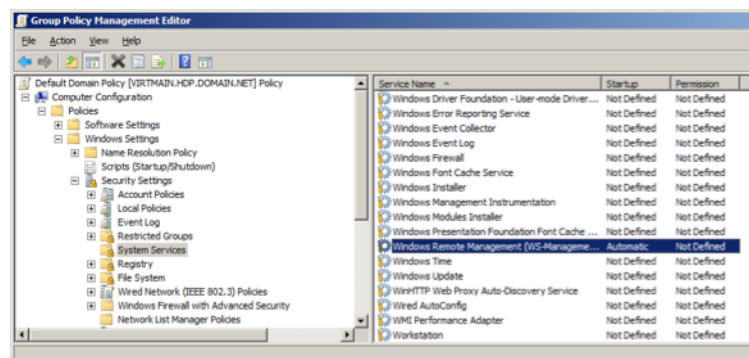 Group Policy Management Editor
File Action View Help
Default Domain Policy [VIRTMAIN.HDP.DOMAIN.NET] Policy
Computer Configuration
Policies
Software Settings
Windows Settings
Name Resolution Policy
Scripts (Startup/Shutdown)
Security Settings
Account Policies
Local Policies
Event Log
Restricted Groups
System Services
Registry
File System
Wired Network (IEEE 802.3) Policies
Windows Firewall with Advanced Security
Network List Manager Policies
Service Name Startup Permission
Windows Driver Foundation - User-mode Driver... Not Defined Not Defined
Windows Error Reporting Service Not Defined Not Defined
Windows Event Collector Not Defined Not Defined
Windows Event Log Not Defined Not Defined
Windows Firewall Not Defined Not Defined
Windows Font Cache Service Not Defined Not Defined
Windows Installer Not Defined Not Defined
Windows Management Instrumentation Not Defined Not Defined
Windows Modules Installer Not Defined Not Defined
Windows Presentation Foundation Font Cache ... Not Defined Not Defined
Windows Remote Management (WS-Manageme... Automatic Not Defined
Windows Time Not Defined Not Defined
Windows Update Not Defined Not Defined
WinHTTP Web Proxy Auto-Discovery Service Not Defined Not Defined
Wired AutoConfig Not Defined Not Defined
WMI Performance Adapter Not Defined Not Defined
Workstation Not Defined Not Defined